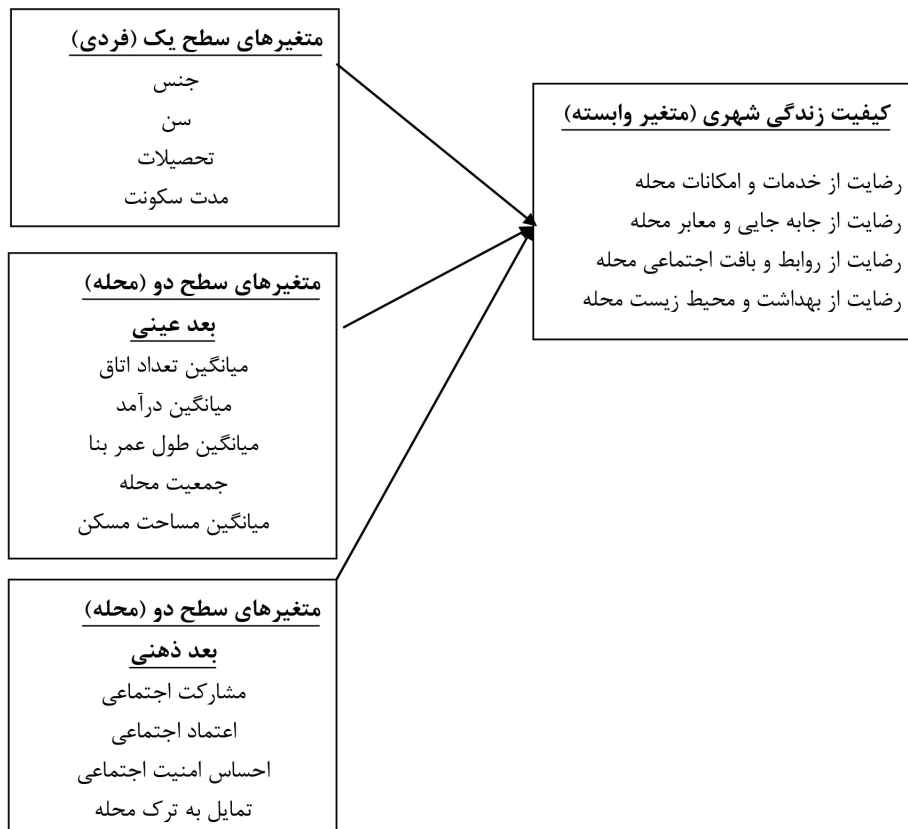 متغیرهای سطح یک (فردی)
جنس
سن
تحصیلات
مدت سکونت
کیفیت زندگی شهری (متغیر وابسته)
رضایت از خدمات و امکانات محله
رضایت از جابه جایی و معابر محله
رضایت از روابط و بافت اجتماعی محله
رضایت از بهداشت و محیط زیست محله
متغیرهای سطح دو (محله)
بعد عینی
میانگین تعداد اتاق
میانگین درآمد
میانگین طول عمر بنا
جمعیت محله
میانگین مساحت مسکن
متغیرهای سطح دو (محله)
بعد ذهنی
مشارکت اجتماعی
اعتماد اجتماعی
احساس امنیت اجتماعی
تمایل به ترک محله